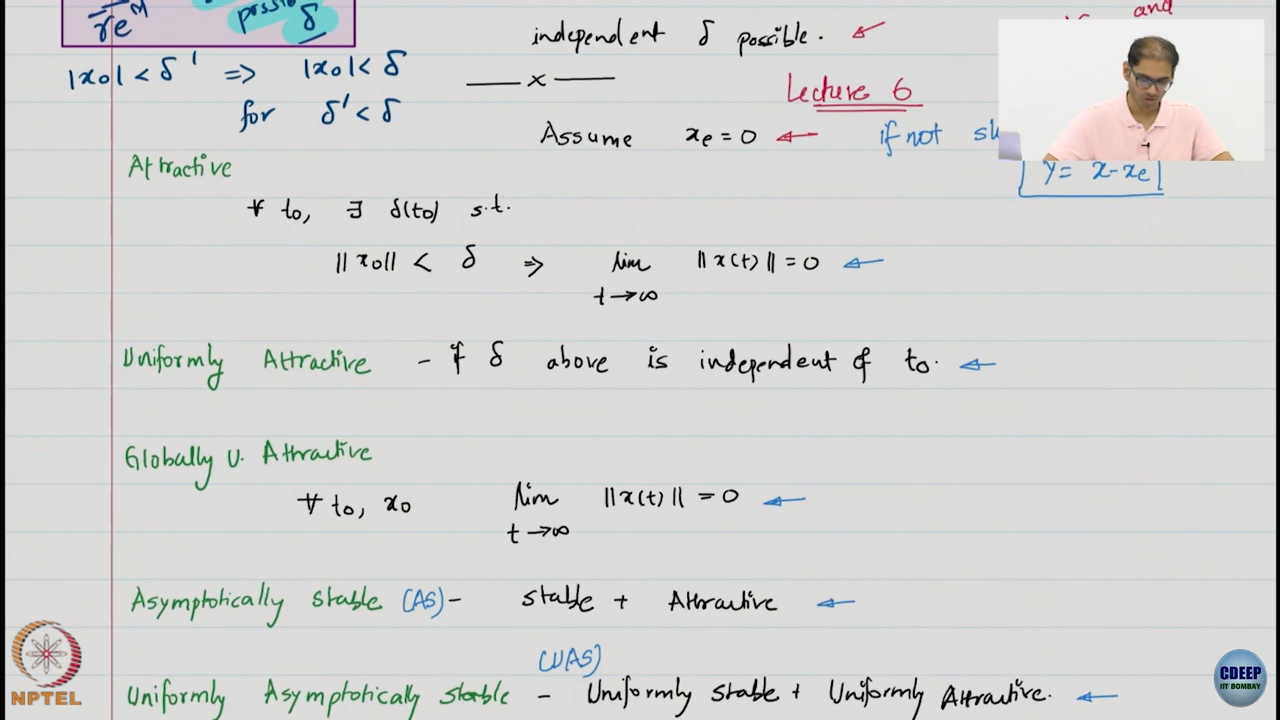 possi
δ
independent δ possible.
and
|x0| < δ' ⇒ |x0| < δ
for δ' < δ
— x —
Lecture 6
Assume xe = 0 if not
y = x - xe
Attractive
∀ t0, ∃ δ(t0) s.t.
||x0|| < δ ⇒ lim ||x(t)|| = 0
t→∞
Uniformly Attractive - if δ above is independent of t0.
Globally U. Attractive
∀ t0, x0 lim ||x(t)|| = 0
t→∞
Asymptotically stable (AS) - stable + Attractive
(UAS)
Uniformly Asymptotically stable - Uniformly stable + Uniformly Attractive.
NPTEL
CDEEP
IIT BOMBAY